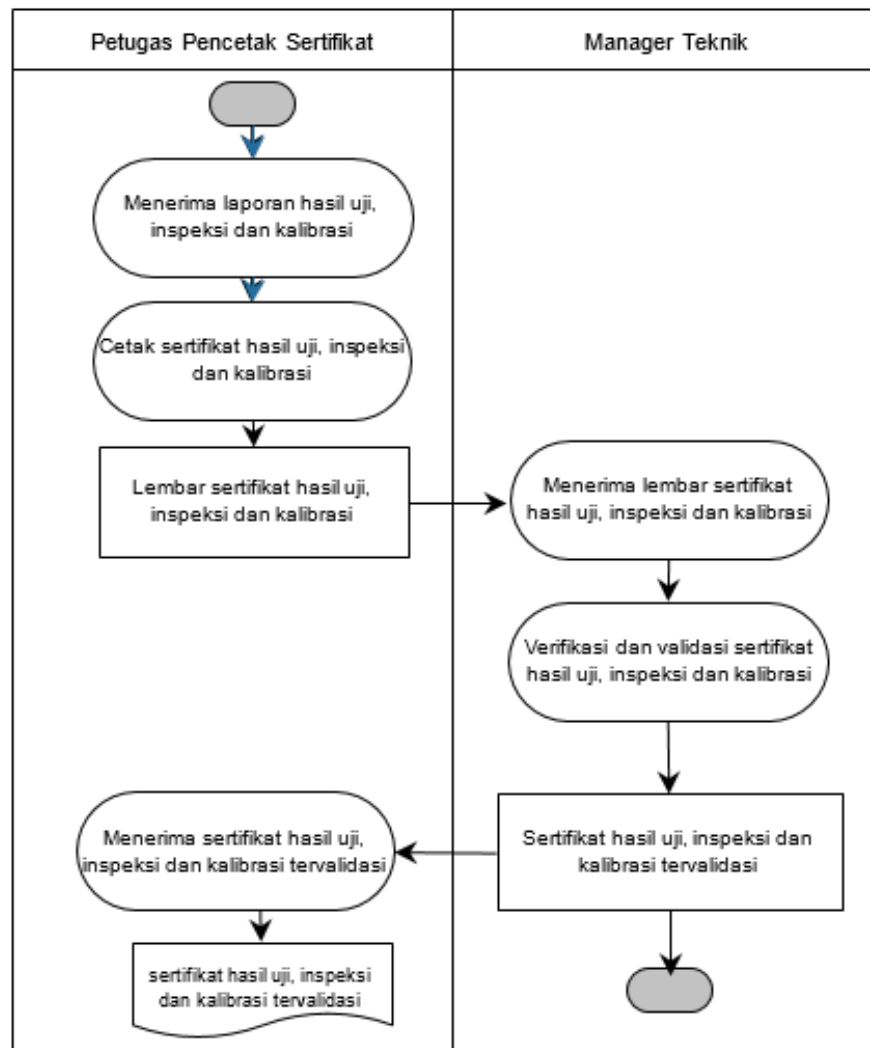 Petugas Pencetak Sertifikat
Manager Teknik
Menerima laporan hasil uji,
inspeksi dan kalibrasi
Cetak sertifikat hasil uji, inspeksi
dan kalibrasi
Lembar sertifikat hasil uji,
inspeksi dan kalibrasi
Menerima lembar sertifikat
hasil uji, inspeksi dan kalibrasi
Verifikasi dan validasi sertifikat
hasil uji, inspeksi dan kalibrasi
Sertifikat hasil uji, inspeksi dan
kalibrasi tervalidasi
Menerima sertifikat hasil uji,
inspeksi dan kalibrasi tervalidasi
sertifikat hasil uji, inspeksi
dan kalibrasi tervalidasi